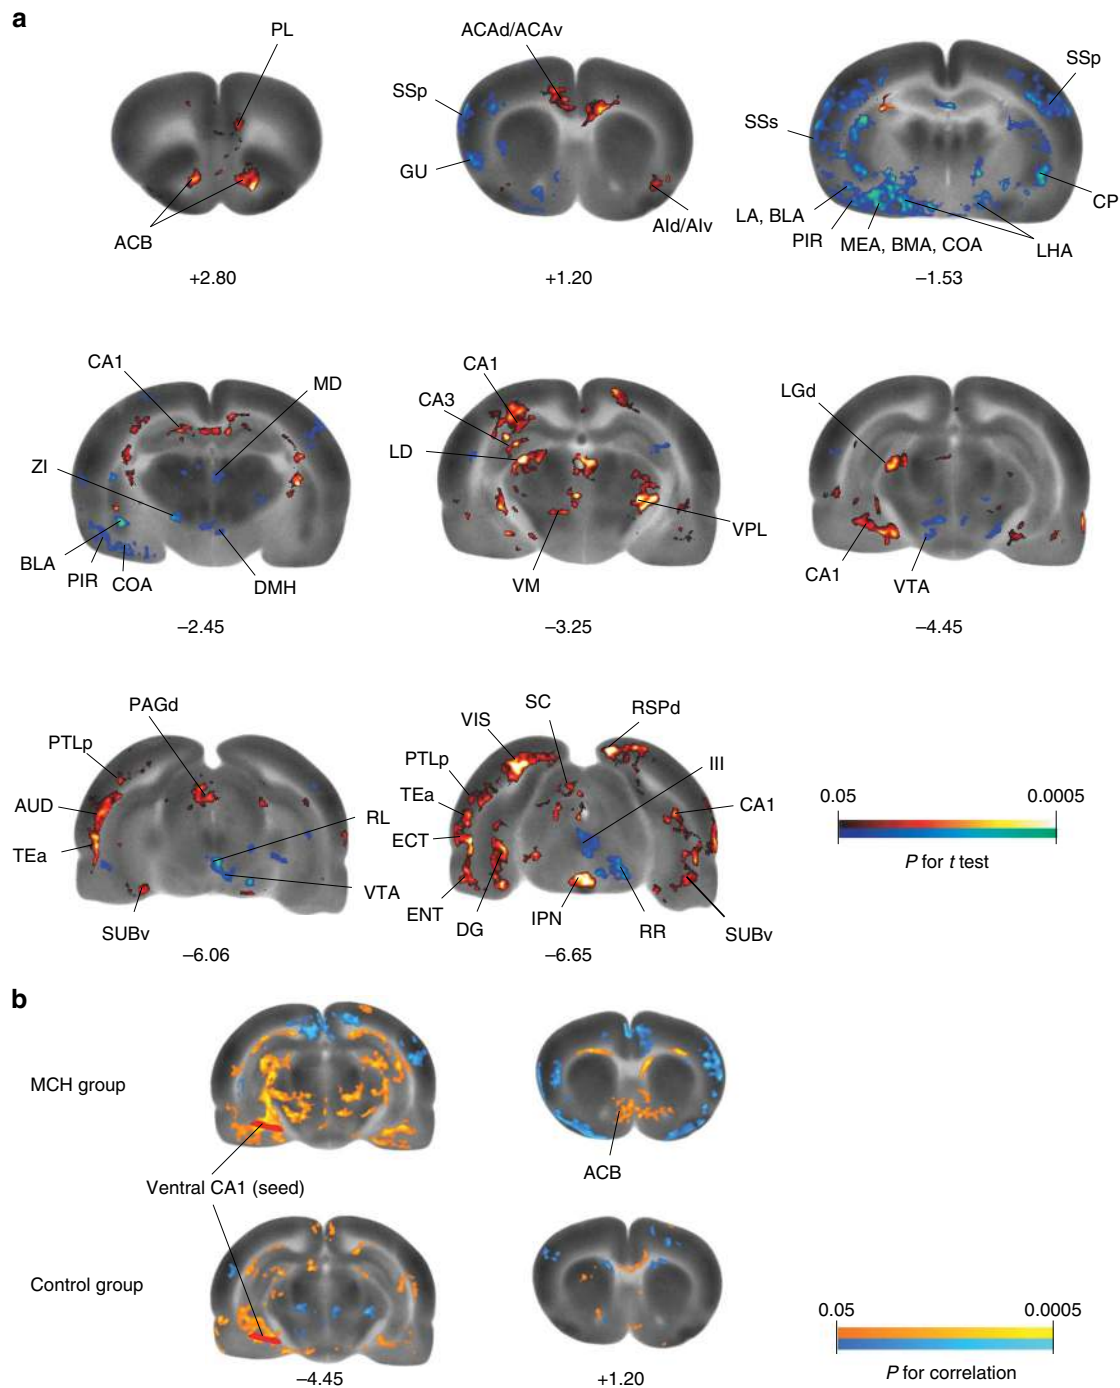 a
PL
ACB
+2.80
ACAd/ACAv
SSp
GU
AId/AIv
+1.20
SSp
SSs
CP
LA, BLA
PIR
MEA, BMA, COA
LHA
–1.53
CA1
MD
ZI
BLA
PIR
COA
DMH
–2.45
CA1
CA3
LD
VPL
VM
–3.25
LGd
CA1
VTA
–4.45
PAGd
PTLp
AUD
RL
TEa
VTA
SUBv
–6.06
SC
RSPd
VIS
III
PTLp
TEa
CA1
ECT
ENT
DG
IPN
RR
SUBv
–6.65
0.05 0.0005
P for t test
b
MCH group
ACB
Ventral CA1 (seed)
Control group
–4.45
+1.20
0.05 0.0005
P for correlation